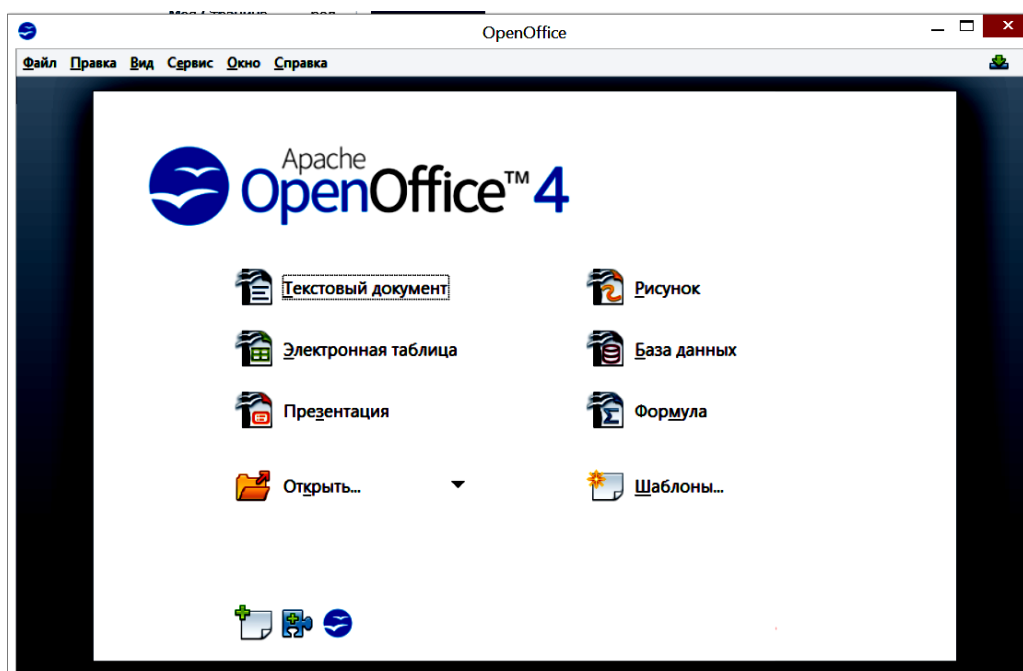 OpenOffice
Файл Правка Вид Сервис Окно Справка
Apache
OpenOffice™ 4
Текстовый документ
Рисунок
Электронная таблица
База данных
Презентация
Формула
Открыть...
Шаблоны...